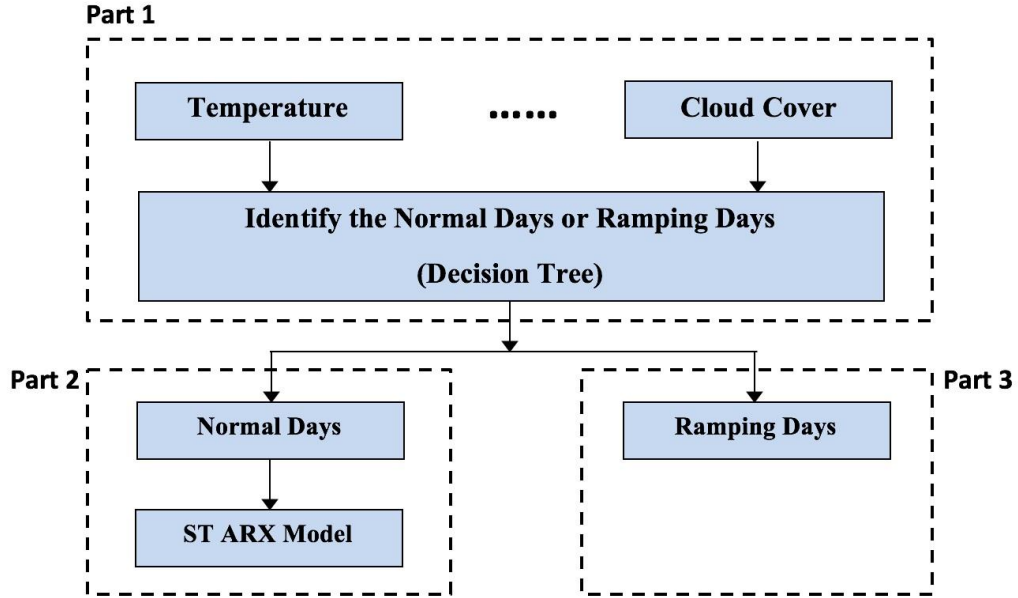 Part 1
Temperature
......
Cloud Cover
Identify the Normal Days or Ramping Days
(Decision Tree)
Part 2
Part 3
Normal Days
Ramping Days
ST ARX Model